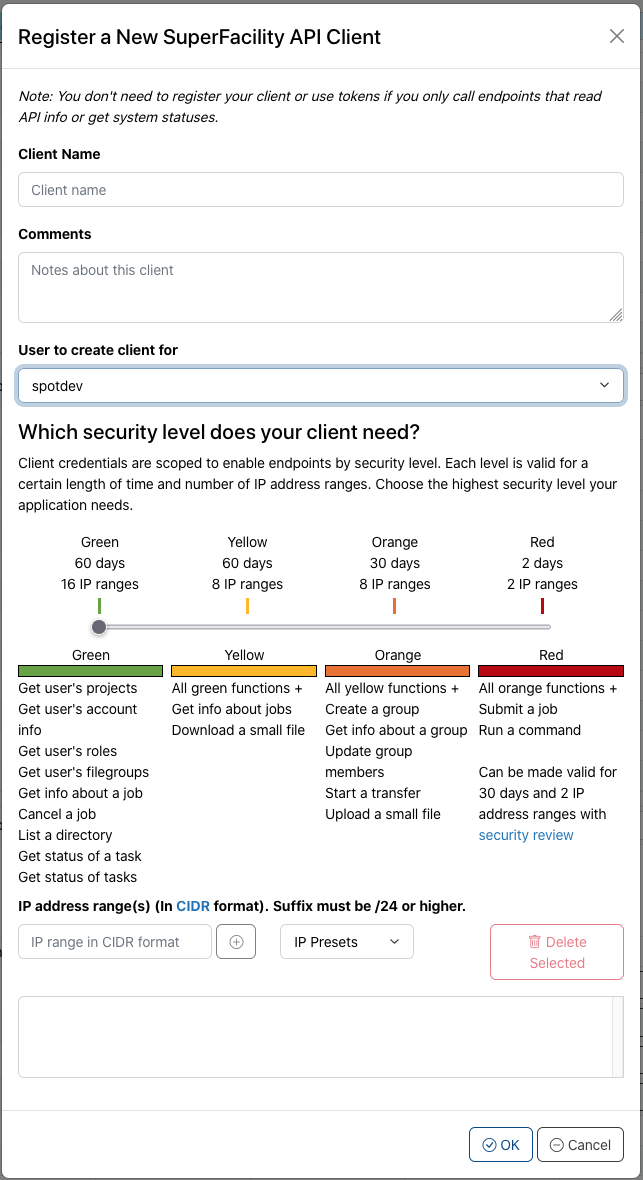 Register a New SuperFacility API Client
Note: You don't need to register your client or use tokens if you only call endpoints that read
API info or get system statuses.
Client Name
Client name
Comments
Notes about this client
User to create client for
spotdev
Which security level does your client need?
Client credentials are scoped to enable endpoints by security level. Each level is valid for a
certain length of time and number of IP address ranges. Choose the highest security level your
application needs.
Green
60 days
16 IP ranges
Yellow
60 days
8 IP ranges
Orange
30 days
8 IP ranges
Red
2 days
2 IP ranges
Green
Get user's projects
Get user's account
info
Get user's roles
Get user's filegroups
Get info about a job
Cancel a job
List a directory
Get status of a task
Get status of tasks
Yellow
All green functions +
Get info about jobs
Download a small file
Orange
All yellow functions +
Create a group
Get info about a group
Update group
members
Start a transfer
Upload a small file
Red
All orange functions +
Submit a job
Run a command
Can be made valid for
30 days and 2 IP
address ranges with
security review
IP address range(s) (In CIDR format). Suffix must be /24 or higher.
IP range in CIDR format
IP Presets
Delete
Selected
OK
Cancel